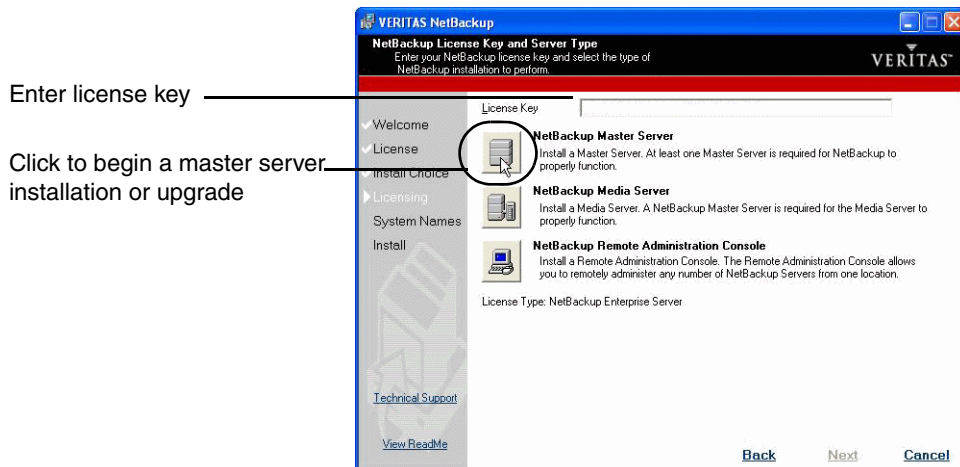 VERITAS NetBackup
NetBackup License Key and Server Type
Enter your NetBackup license key and select the type of
NetBackup installation to perform.
VERITAS™
Enter license key
License Key
Welcome
License
Install Choice
Licensing
System Names
Install
Click to begin a master server
installation or upgrade
NetBackup Master Server
Install a Master Server. At least one Master Server is required for NetBackup to
properly function.
NetBackup Media Server
Install a Media Server. A NetBackup Master Server is required for the Media Server to
properly function.
NetBackup Remote Administration Console
Install a Remote Administration Console. The Remote Administration Console allows
you to remotely administer any number of NetBackup Servers from one location.
License Type: NetBackup Enterprise Server
Technical Support
View ReadMe
Back
Next
Cancel